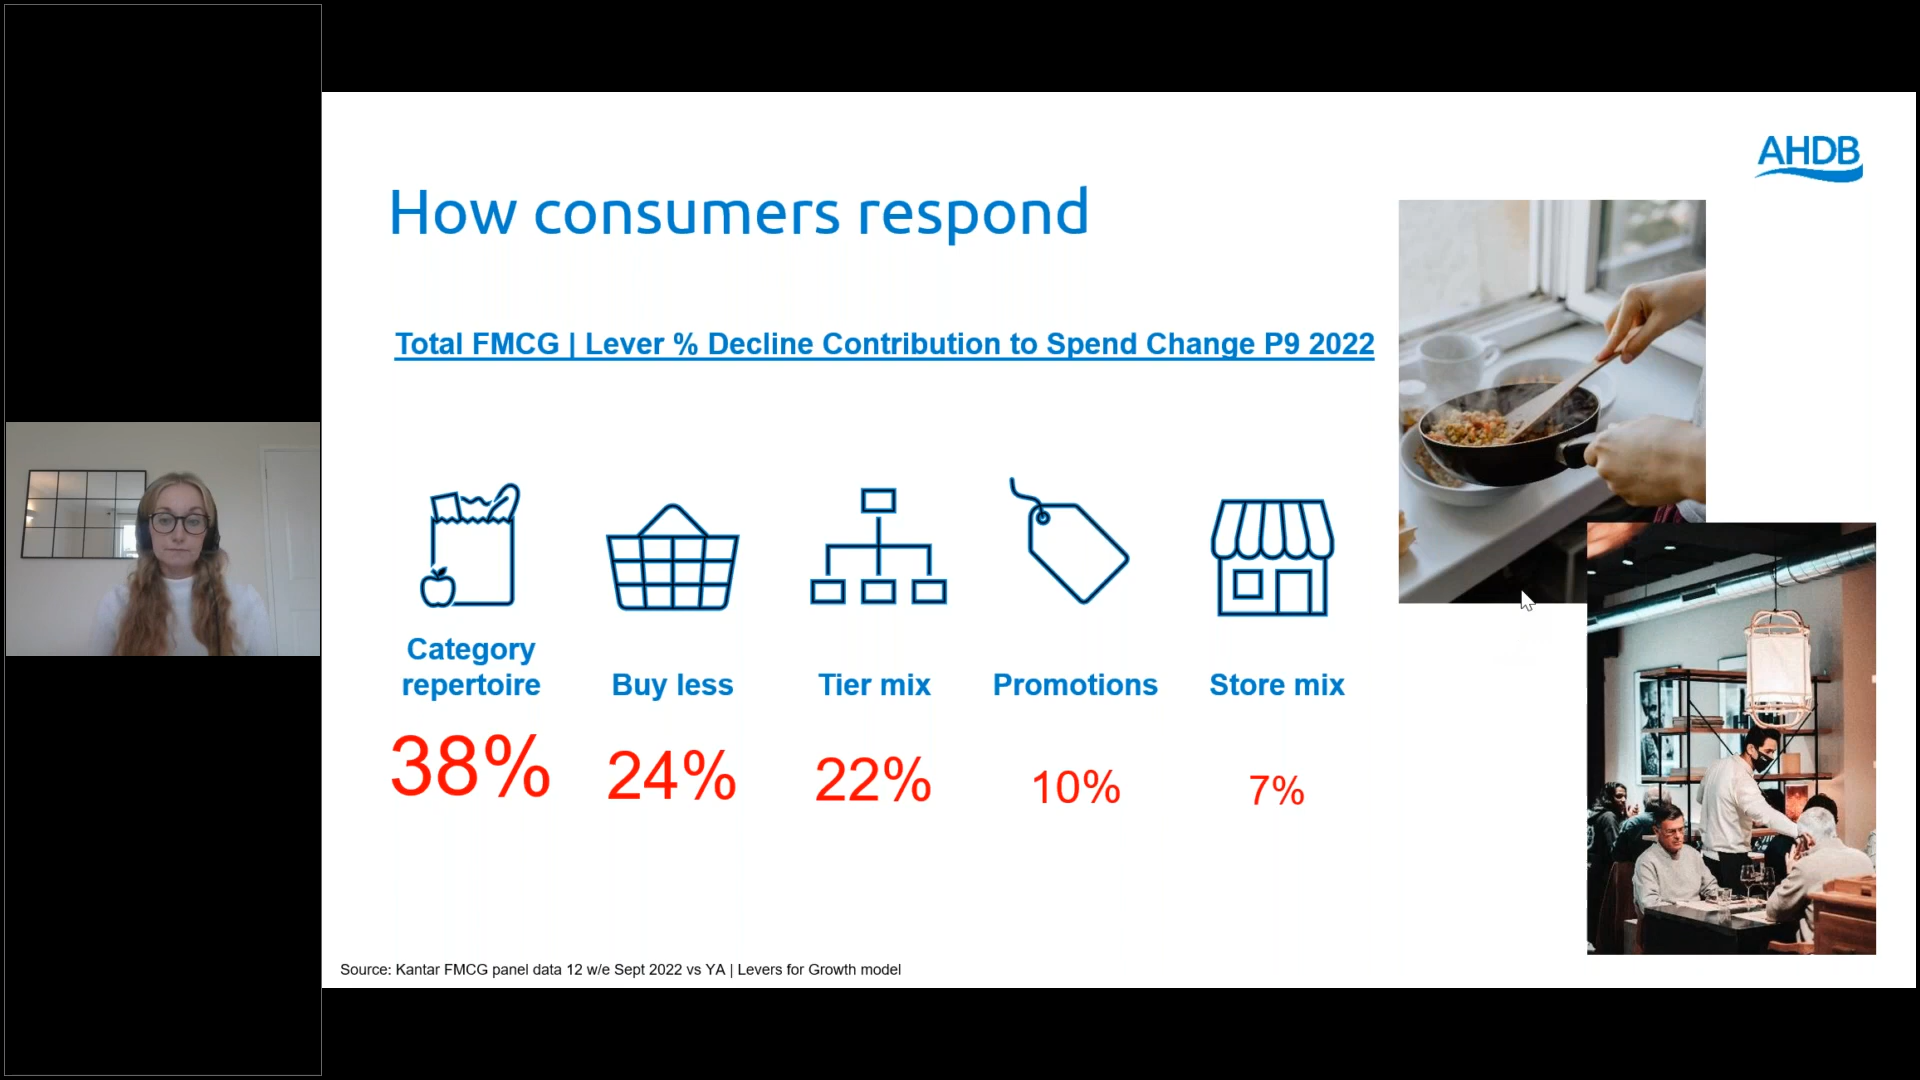 AHDB
How consumers respond
Total FMCG | Lever % Decline Contribution to Spend Change P9 2022
Category
repertoire
Buy less
Tier mix
Promotions
Store mix
38%
24%
22%
10%
7%
Source: Kantar FMCG panel data 12 w/e Sept 2022 vs YA | Levers for Growth model